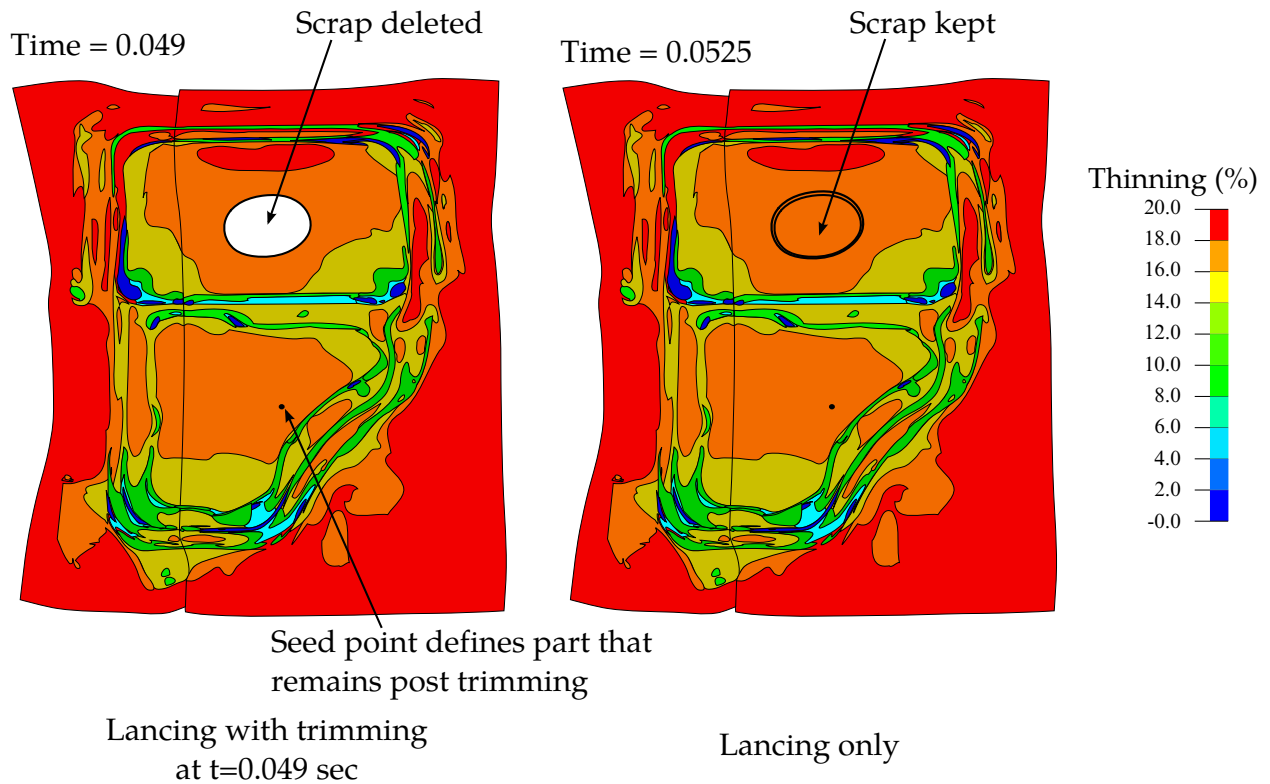 Scrap deleted
Time = 0.049
Scrap kept
Time = 0.0525
Thinning (%)
20.0
18.0
16.0
14.0
12.0
10.0
8.0
6.0
4.0
2.0
-0.0
Seed point defines part that
remains post trimming
Lancing with trimming
at t=0.049 sec
Lancing only